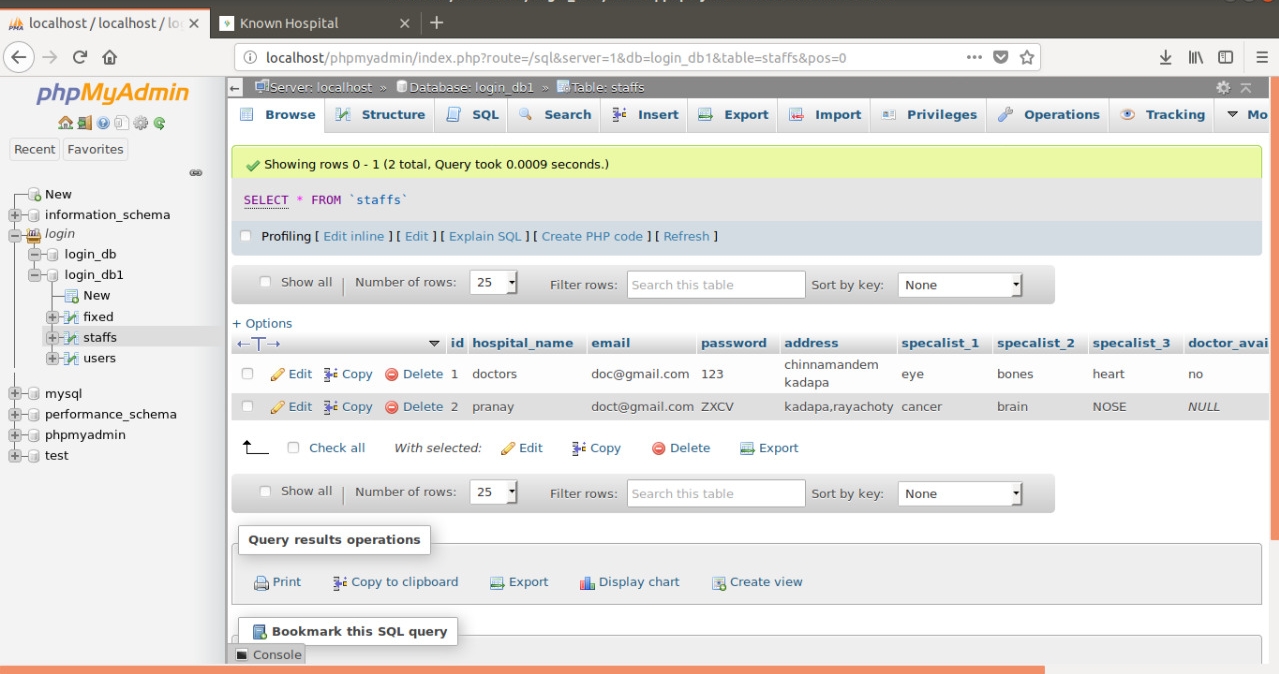 localhost / localhost / lo
Known Hospital
localhost/phpmyadmin/index.php?route=/sql&server=1&db=login_db1&table=staffs&pos=0
phpMyAdmin
Recent Favorites
New
information_schema
login
login_db
login_db1
New
fixed
staffs
users
mysql
performance_schema
phpmyadmin
test
Server: localhost » Database: login_db1 » Table: staffs
Browse Structure SQL Search Insert Export Import Privileges Operations Tracking Mo
Showing rows 0 - 1 (2 total, Query took 0.0009 seconds.)
SELECT * FROM `staffs`
Profiling [ Edit inline ] [ Edit ] [ Explain SQL ] [ Create PHP code ] [ Refresh ]
Show all | Number of rows: 25 Filter rows: Search this table Sort by key: None
+ Options
←T→ id hospital_name email password address specalist_1 specalist_2 specalist_3 doctor_avai
Edit Copy Delete 1 doctors doc@gmail.com 123 chinnamandem kadapa eye bones heart no
Edit Copy Delete 2 pranay doct@gmail.com ZXCV kadapa,rayachoty cancer brain NOSE NULL
Check all With selected: Edit Copy Delete Export
Show all | Number of rows: 25 Filter rows: Search this table Sort by key: None
Query results operations
Print Copy to clipboard Export Display chart Create view
Bookmark this SQL query
Console